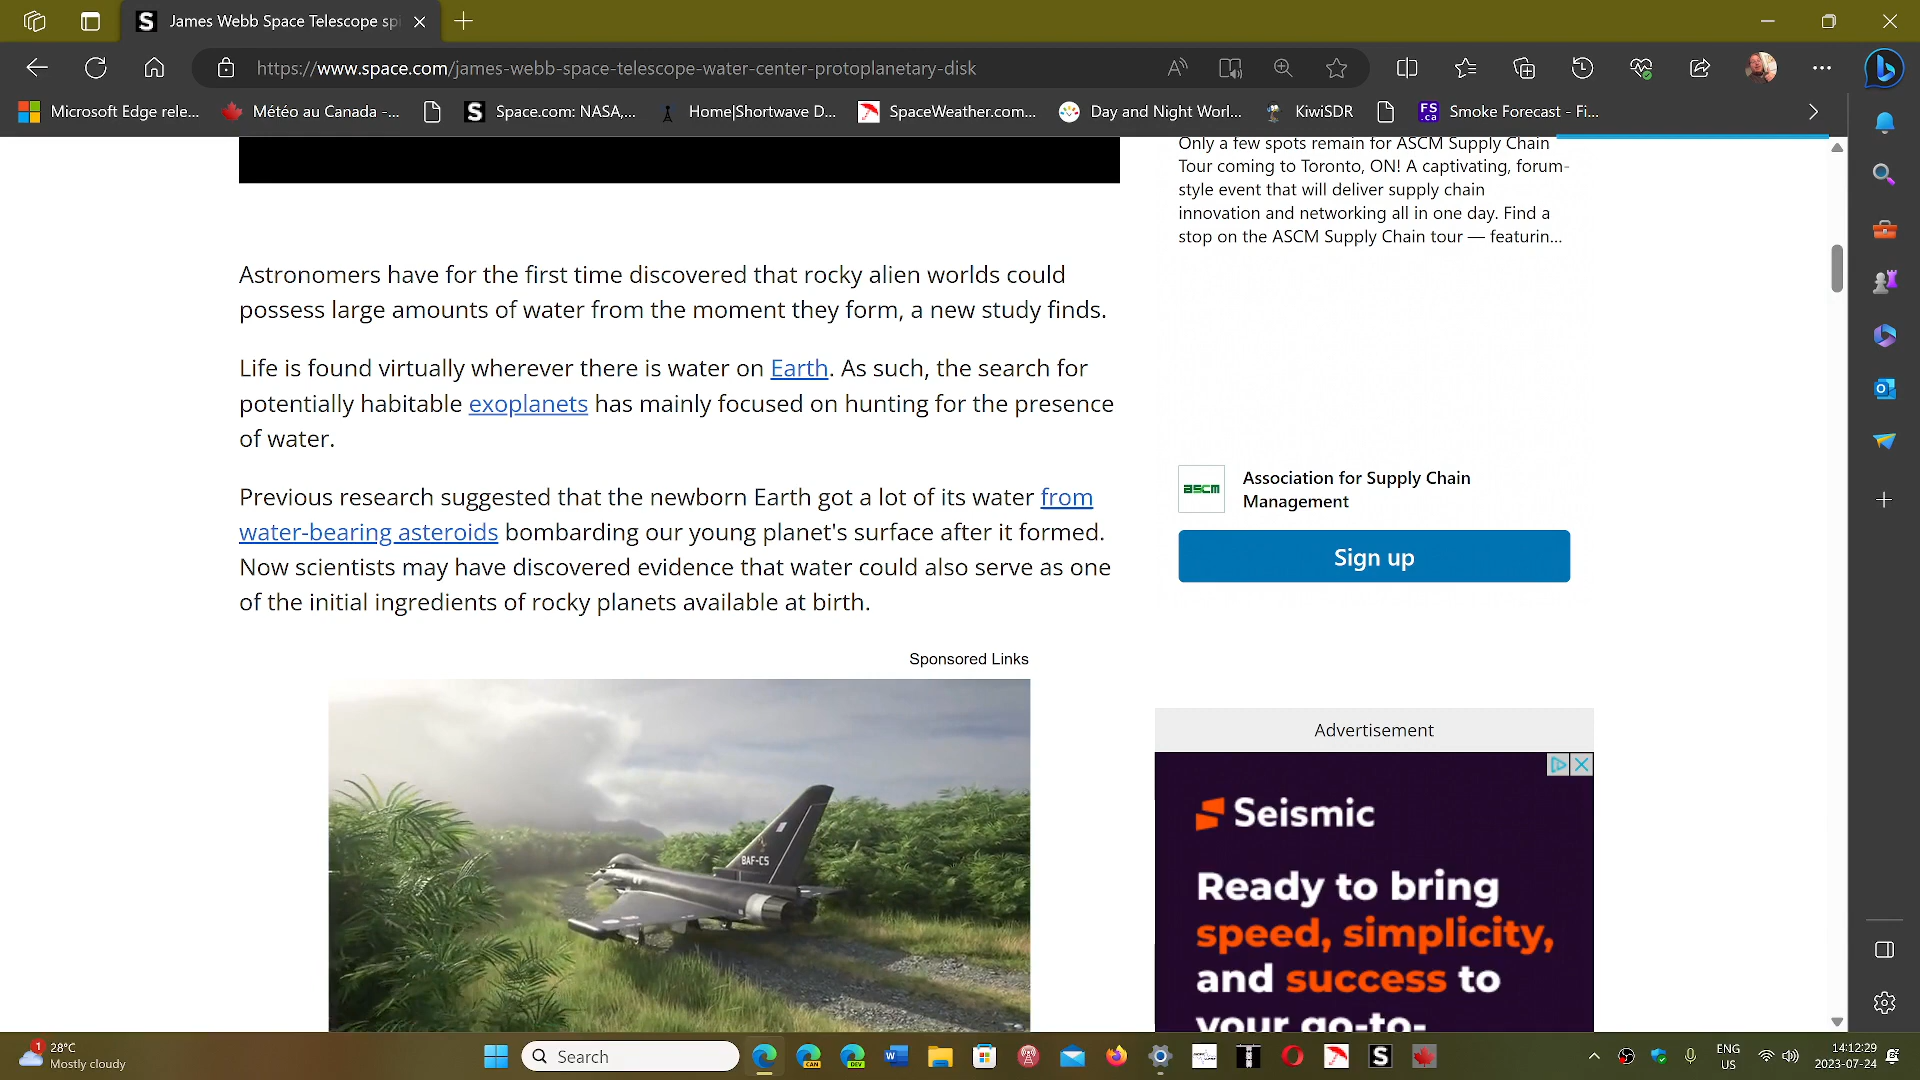 James Webb Space Telescope sp
https://www.space.com/james-webb-space-telescope-water-center-protoplanetary-disk
Microsoft Edge rele...
Météo au Canada -...
Space.com: NASA,...
Home|Shortwave D...
SpaceWeather.com...
Day and Night Worl...
KiwiSDR
FS
.ca
Smoke Forecast - Fi...
Only a few spots remain for ASCM Supply Chain
Tour coming to Toronto, ON! A captivating, forum-
style event that will deliver supply chain
innovation and networking all in one day. Find a
stop on the ASCM Supply Chain tour — featurin...
Astronomers have for the first time discovered that rocky alien worlds could
possess large amounts of water from the moment they form, a new study finds.
Life is found virtually wherever there is water on Earth. As such, the search for
potentially habitable exoplanets has mainly focused on hunting for the presence
of water.
ascm
Association for Supply Chain
Management
Previous research suggested that the newborn Earth got a lot of its water from
water-bearing asteroids bombarding our young planet's surface after it formed.
Now scientists may have discovered evidence that water could also serve as one
of the initial ingredients of rocky planets available at birth.
Sign up
Sponsored Links
BAF-CS
Advertisement
Seismic
Ready to bring
speed, simplicity,
and success to
your go-to-
1
28°C
Mostly cloudy
Search
CAN
DEV
ENG
US
14:12:29
2023-07-24